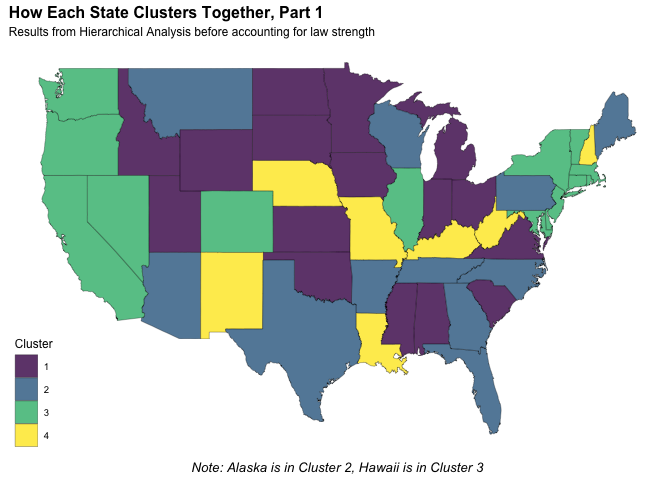 How Each State Clusters Together, Part 1
Results from Hierarchical Analysis before accounting for law strength
Cluster
1
2
3
4
Note: Alaska is in Cluster 2, Hawaii is in Cluster 3